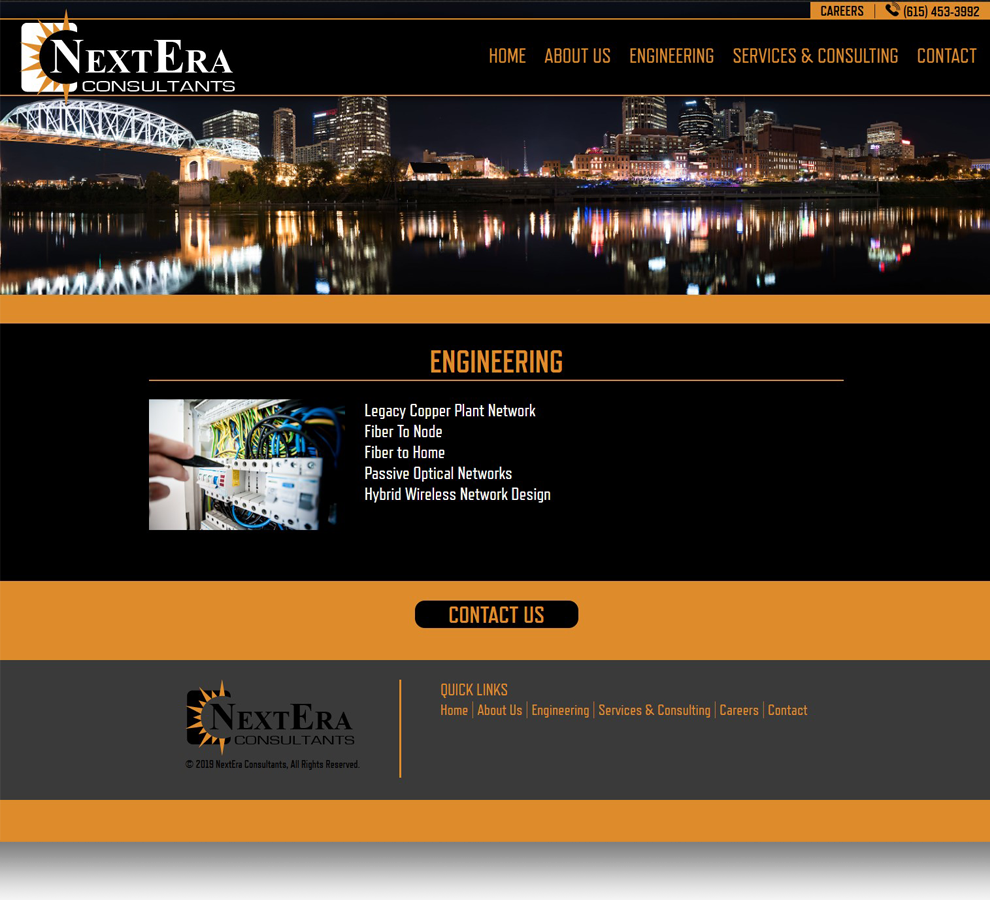 CAREERS (615) 453-3992
NEXTERA
CONSULTANTS
HOME ABOUT US ENGINEERING SERVICES & CONSULTING CONTACT
ENGINEERING
Legacy Copper Plant Network
Fiber To Node
Fiber to Home
Passive Optical Networks
Hybrid Wireless Network Design
CONTACT US
NEXTERA
CONSULTANTS
© 2019 NextEra Consultants, All Rights Reserved.
QUICK LINKS
Home | About Us | Engineering | Services & Consulting | Careers | Contact